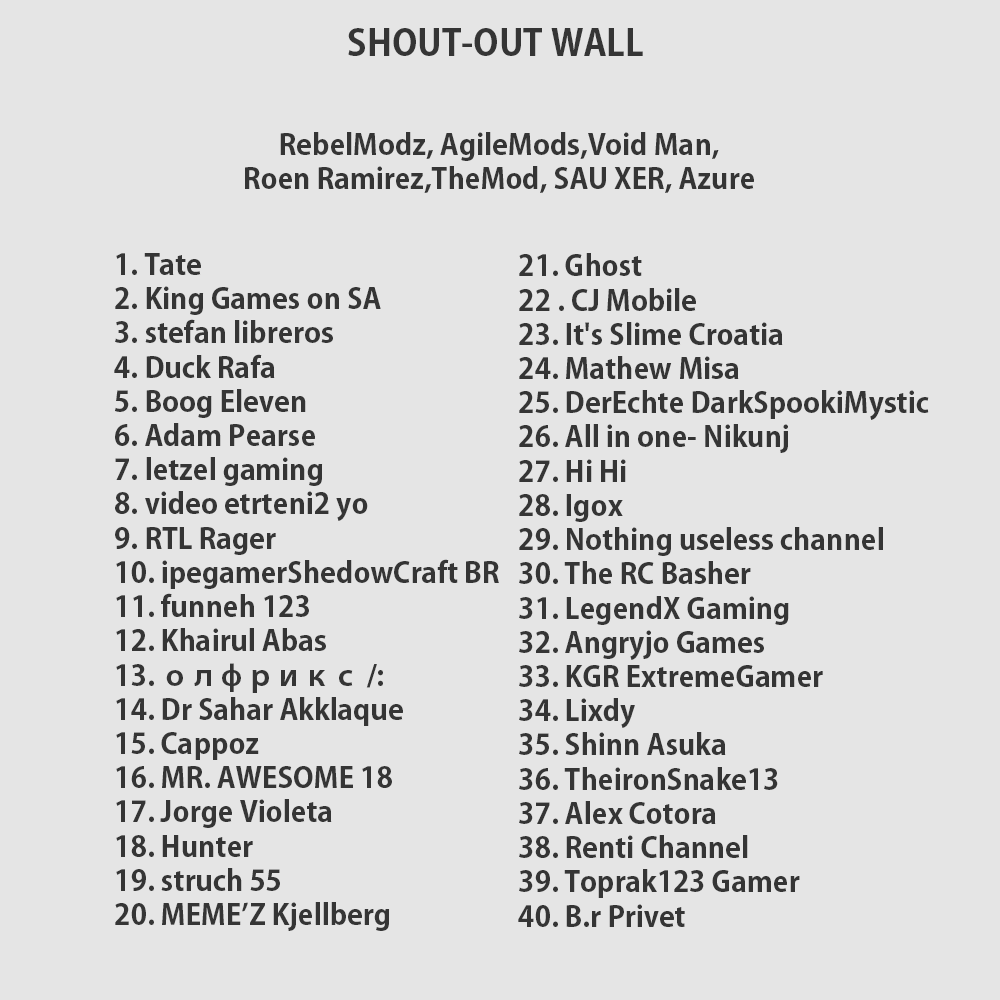 SHOUT-OUT WALL
RebelModz, AgileMods,Void Man,
Roen Ramirez,TheMod, SAU XER, Azure
1. Tate
2. King Games on SA
3. stefan libreros
4. Duck Rafa
5. Boog Eleven
6. Adam Pearse
7. letzel gaming
8. video etrteni2 yo
9. RTL Rager
10. ipegamerShedowCraft BR
11. funneh 123
12. Khairul Abas
13. о л ф р и к с /:
14. Dr Sahar Akklaque
15. Cappoz
16. MR. AWESOME 18
17. Jorge Violeta
18. Hunter
19. struch 55
20. MEME’Z Kjellberg
21. Ghost
22 . CJ Mobile
23. It's Slime Croatia
24. Mathew Misa
25. DerEchte DarkSpookiMystic
26. All in one- Nikunj
27. Hi Hi
28. Igox
29. Nothing useless channel
30. The RC Basher
31. LegendX Gaming
32. Angryjo Games
33. KGR ExtremeGamer
34. Lixdy
35. Shinn Asuka
36. TheironSnake13
37. Alex Cotora
38. Renti Channel
39. Toprak123 Gamer
40. B.r Privet